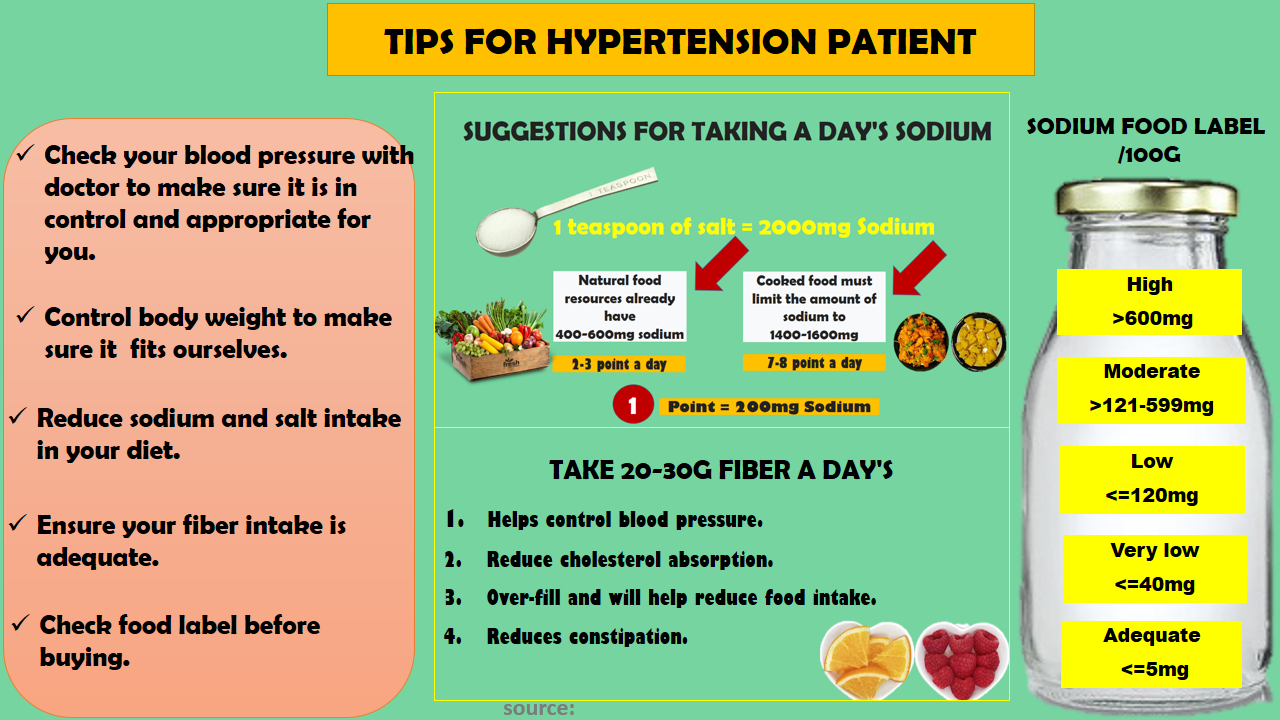 TIPS FOR HYPERTENSION PATIENT
✓ Check your blood pressure with
doctor to make sure it is in
control and appropriate for
you.
✓ Control body weight to make
sure it fits ourselves.
✓ Reduce sodium and salt intake
in your diet.
✓ Ensure your fiber intake is
adequate.
✓ Check food label before
buying.
SUGGESTIONS FOR TAKING A DAY'S SODIUM
1 TEASPOON
1 teaspoon of salt = 2000mg Sodium
Natural food
resources already
have
400-600mg sodium
2-3 point a day
Cooked food must
limit the amount of
sodium to
1400-1600mg
7-8 point a day
fresh
1 Point = 200mg Sodium
TAKE 20-30G FIBER A DAY'S
1. Helps control blood pressure.
2. Reduce cholesterol absorption.
3. Over-fill and will help reduce food intake.
4. Reduces constipation.
source:
SODIUM FOOD LABEL
/100G
High
>600mg
Moderate
>121-599mg
Low
<=120mg
Very low
<=40mg
Adequate
<=5mg